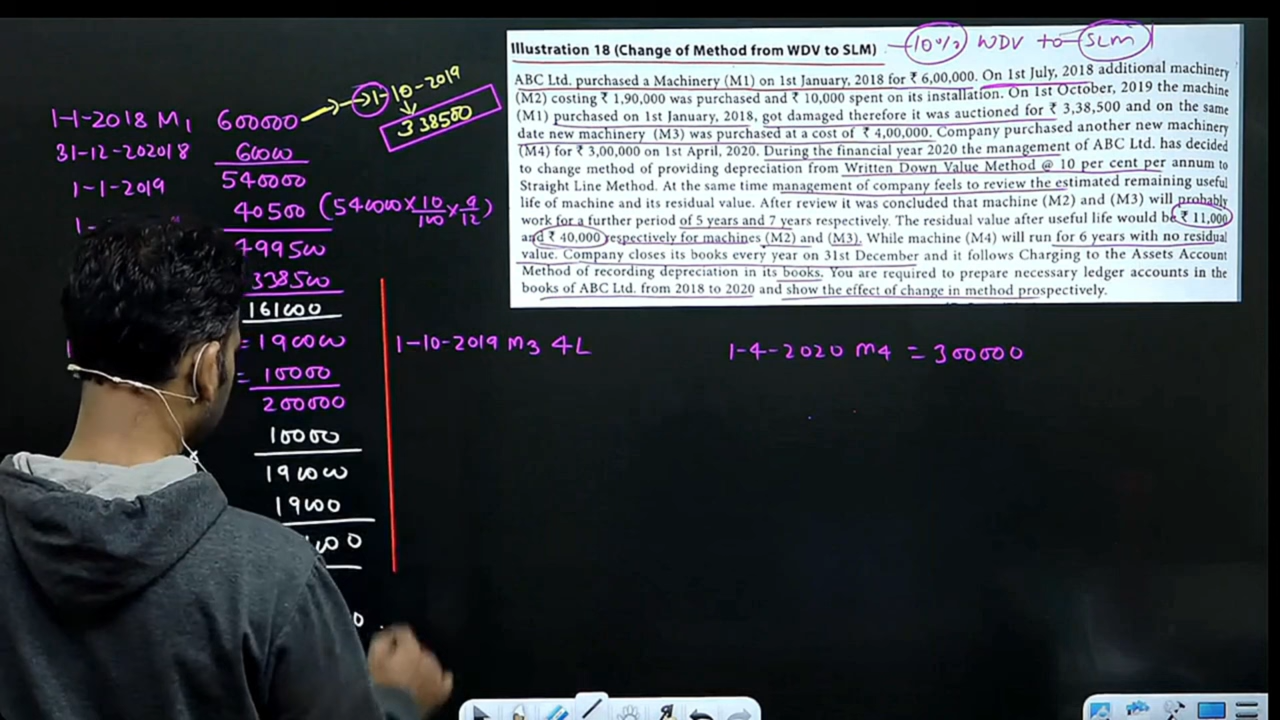 Illustration 18 (Change of Method from WDV to SLM)
10% WDV to SLM
ABC Ltd. purchased a Machinery (M1) on 1st January, 2018 for ₹ 6,00,000. On 1st July, 2018 additional machinery
(M2) costing ₹ 1,90,000 was purchased and ₹ 10,000 spent on its installation. On 1st October, 2019 the machine
(M1) purchased on 1st January, 2018, got damaged therefore it was auctioned for ₹ 3,38,500 and on the same
date new machinery (M3) was purchased at a cost of ₹ 4,00,000. Company purchased another new machinery
(M4) for ₹ 3,00,000 on 1st April, 2020. During the financial year 2020 the management of ABC Ltd. has decided
to change method of providing depreciation from Written Down Value Method @ 10 per cent per annum to
Straight Line Method. At the same time management of company feels to review the estimated remaining useful
life of machine and its residual value. After review it was concluded that machine (M2) and (M3) will probably
work for a further period of 5 years and 7 years respectively. The residual value after useful life would be ₹ 11,000
and ₹ 40,000 respectively for machines (M2) and (M3). While machine (M4) will run for 6 years with no residual
value. Company closes its books every year on 31st December and it follows Charging to the Assets Account
Method of recording depreciation in its books. You are required to prepare necessary ledger accounts in the
books of ABC Ltd. from 2018 to 2020 and show the effect of change in method prospectively.
1-10-2019
338500
1-1-2018 M1 600000
31-12-202018 60000
1-1-2019 540000
40500 (540000 × 10/100 × 9/12)
499500
338500
161000
= 190000
= 10000
200000
10000
190000
19000
1-10-2019 M3 4L
1-4-2020 M4 = 300000